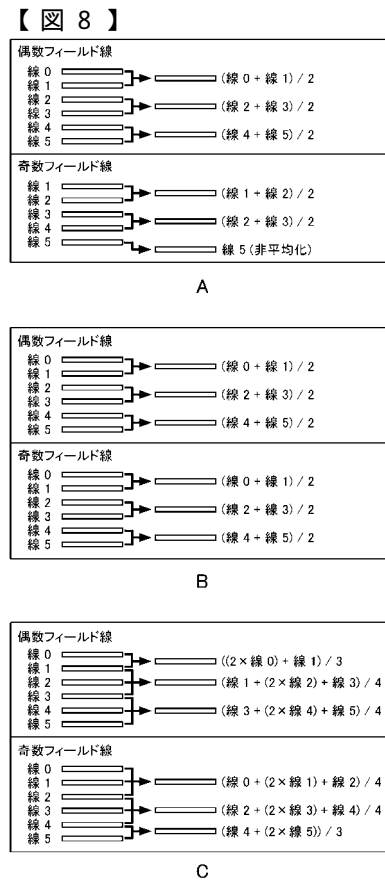 【図8】
偶数フィールド線
線 0
線 1
線 2
線 3
線 4
線 5
(線 0 + 線 1) / 2
(線 2 + 線 3) / 2
(線 4 + 線 5) / 2
奇数フィールド線
線 1
線 2
線 3
線 4
線 5
(線 1 + 線 2) / 2
(線 2 + 線 3) / 2
線 5 (非平均化)
A
偶数フィールド線
線 0
線 1
線 2
線 3
線 4
線 5
(線 0 + 線 1) / 2
(線 2 + 線 3) / 2
(線 4 + 線 5) / 2
奇数フィールド線
線 0
線 1
線 2
線 3
線 4
線 5
(線 0 + 線 1) / 2
(線 2 + 線 3) / 2
(線 4 + 線 5) / 2
B
偶数フィールド線
線 0
線 1
線 2
線 3
線 4
線 5
((2 × 線 0) + 線 1) / 3
(線 1 + (2 × 線 2) + 線 3) / 4
(線 3 + (2 × 線 4) + 線 5) / 4
奇数フィールド線
線 0
線 1
線 2
線 3
線 4
線 5
(線 0 + (2 × 線 1) + 線 2) / 4
(線 2 + (2 × 線 3) + 線 4) / 4
(線 4 + (2 × 線 5)) / 3
C